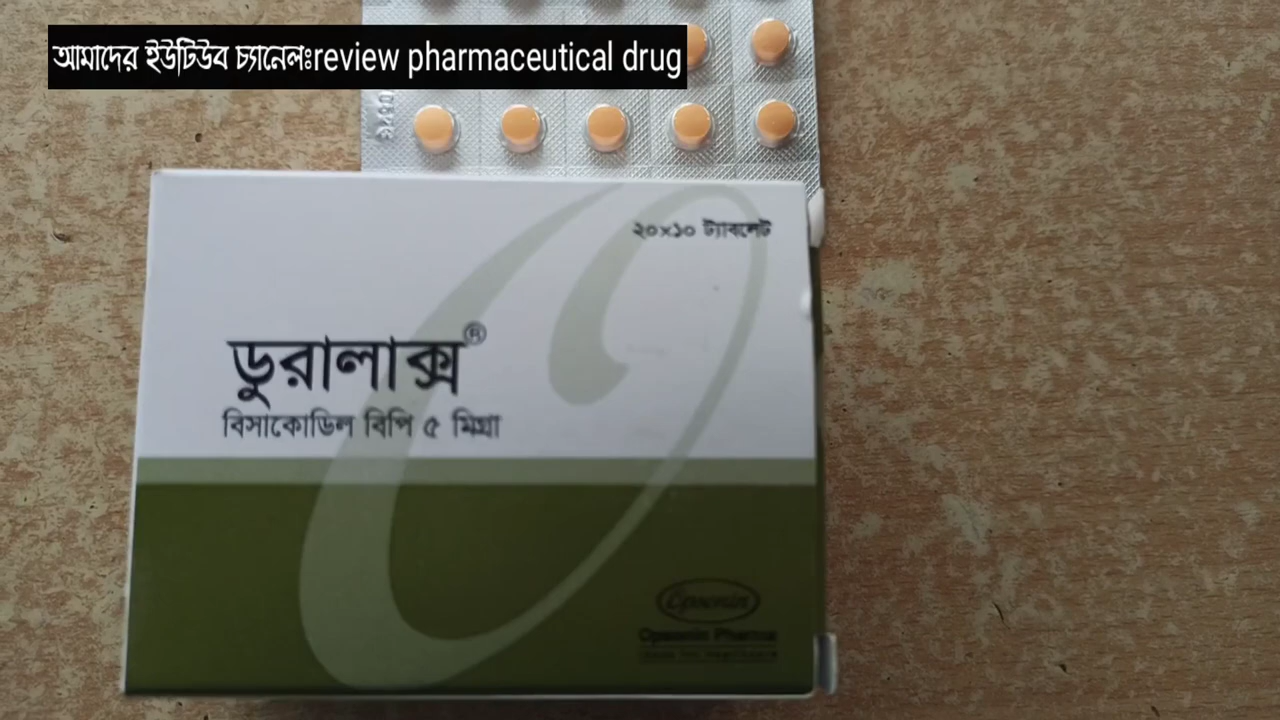 আমাদের ইউটিউব চ্যানেলঃreview pharmaceutical drug
২০×১০ ট্যাবলেট
ডুরালাক্স®
বিসাকোডিল বিপি ৫ মিগ্রা
Opsonin
Opsonin Pharma